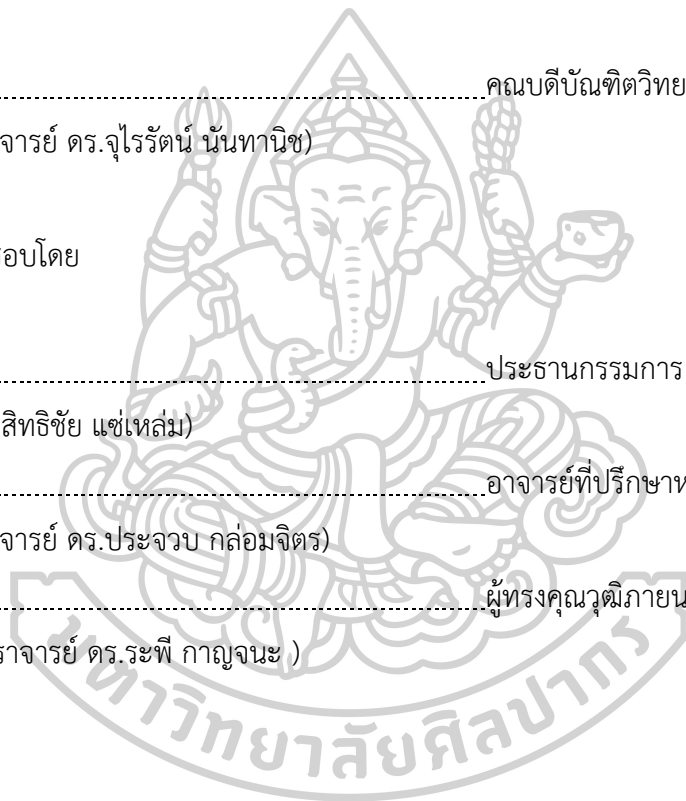 คณบดีบัณฑิตวิทย
จารย์ ดร.จุไรรัตน์ นันทานิช)
อบโดย
ประธานกรรมการ
สิทธิชัย แซ่เหล่ม)
อาจารย์ที่ปรึกษาห
จารย์ ดร.ประจวบ กล่อมจิตร)
ผู้ทรงคุณวุฒิภายน
ราจารย์ ดร.ระพี กาญจนะ )
มหาวิทยาลัยศิลปากร